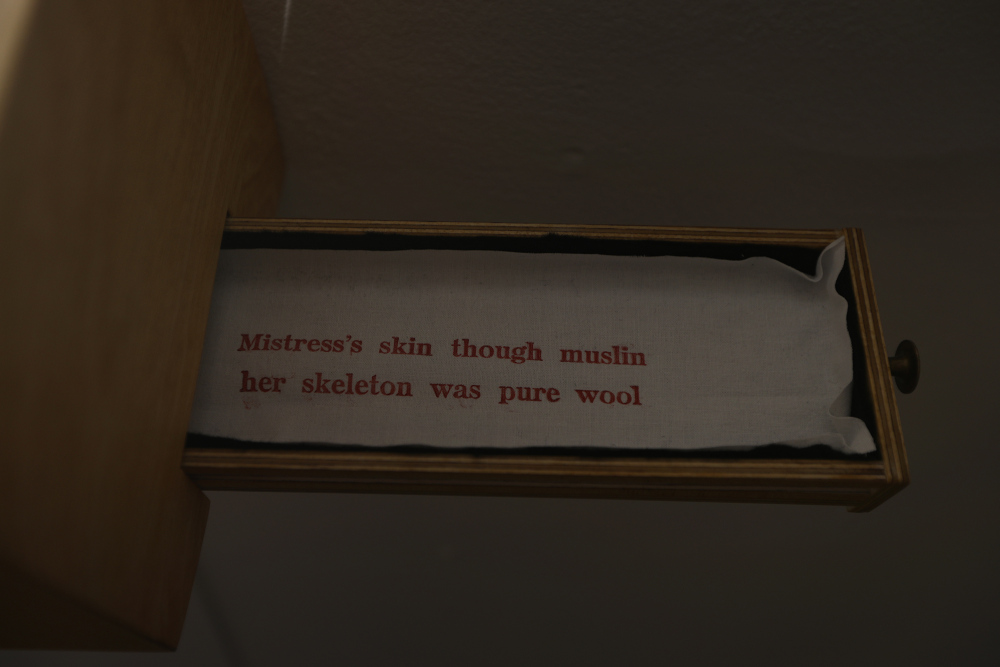 Mistress's skin though muslin
her skeleton was pure wool